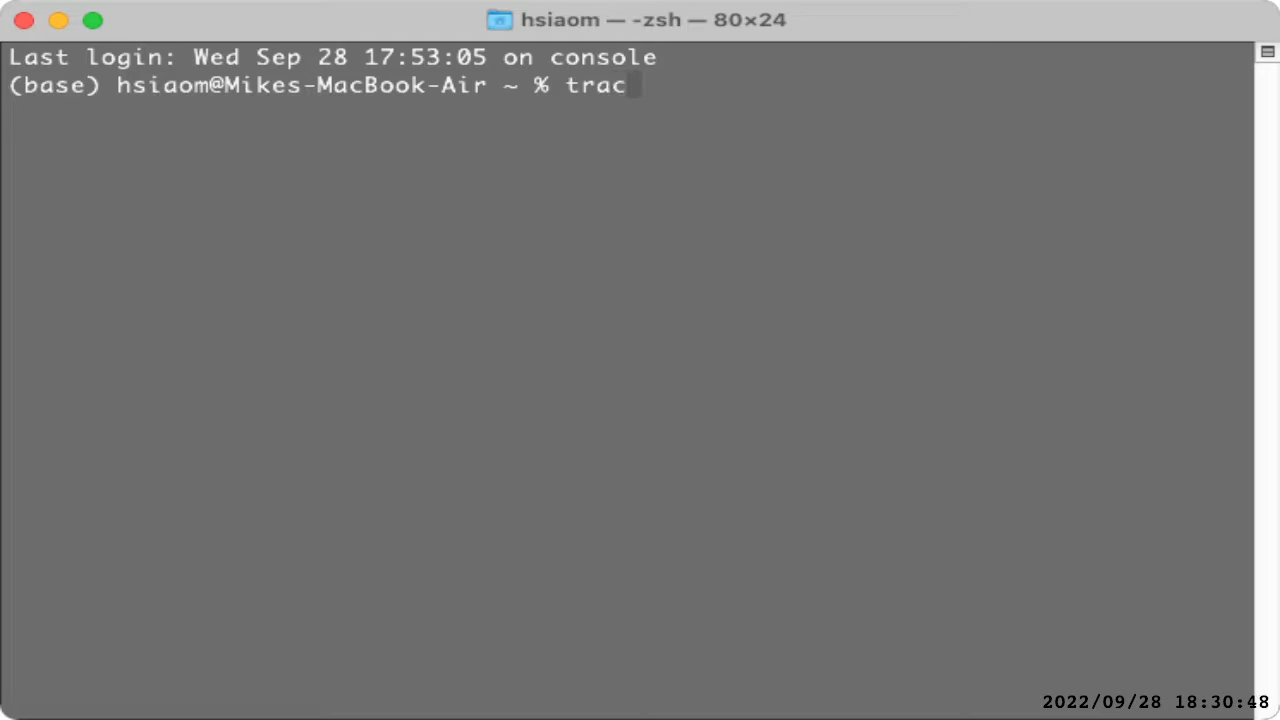 hsiaom — -zsh — 80×24
Last login: Wed Sep 28 17:53:05 on console
(base) hsiaom@Mikes-MacBook-Air ~ % trac
2022/09/28 18:30:48